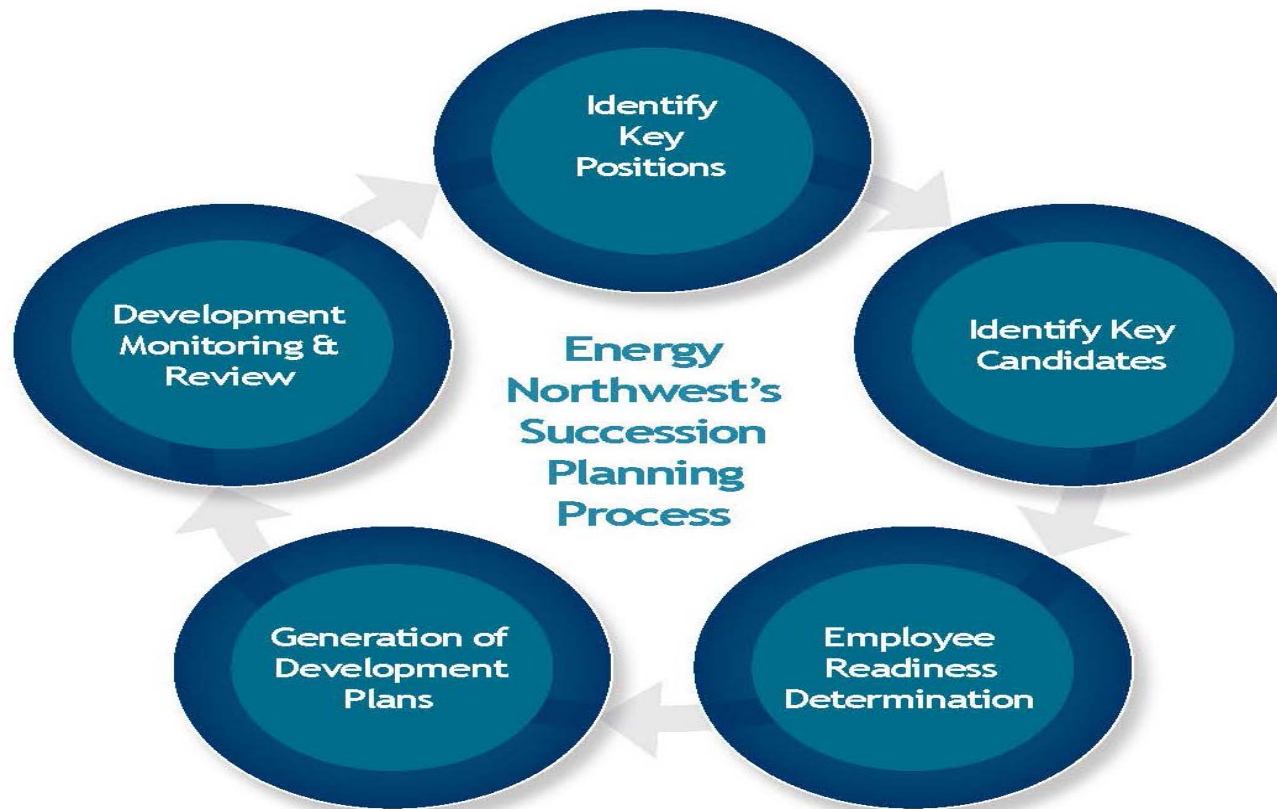 Identify
Key
Positions
Identify Key
Candidates
Employee
Readiness
Determination
Generation of
Development
Plans
Development
Monitoring &
Review
Energy
Northwest's
Succession
Planning
Process